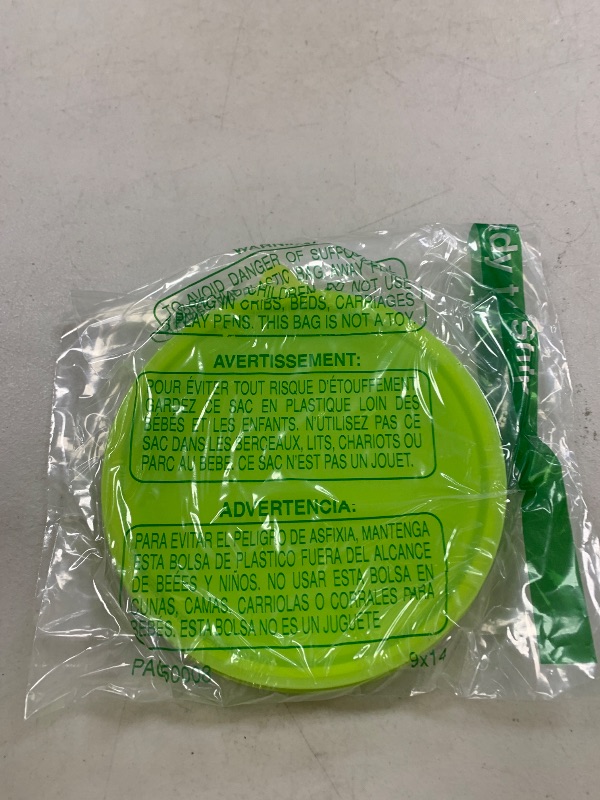 TO AVOID DANGER OF
BAG AWAY
CHILDREN. DO NOT USE
IN CRIBS, BEDS, CARRIAGES
PLAY PENS. THIS BAG IS NOT A TOY
AVERTISSEMENT:
POUR ÉVITER TOUT RISQUE D'ÉTOUFFEMENT
GARDEZ CE SAC EN PLASTIQUE LOIN DES
BÉBÉS ET LES ENFANTS. N'UTILISEZ PAS CE
SAC DANS LES BERCEAUX, LITS, CHARIOTS OU
PARC AU BEBE. CE SAC N'EST PAS UN JOUET.
ADVERTENCIA:
PARA EVITAR EL PELIGRO DE ASFIXIA, MANTENGA
ESTA BOLSA DE PLASTICO FUERA DEL ALCANCE
DE BEBES Y NIÑOS. NO USAR ESTA BOLSA EN
CUNAS, CAMAS, CARRIOLAS O CORRALES PARA
BEBES. ESTA BOLSA NO ES UN JUGUETE
9x14